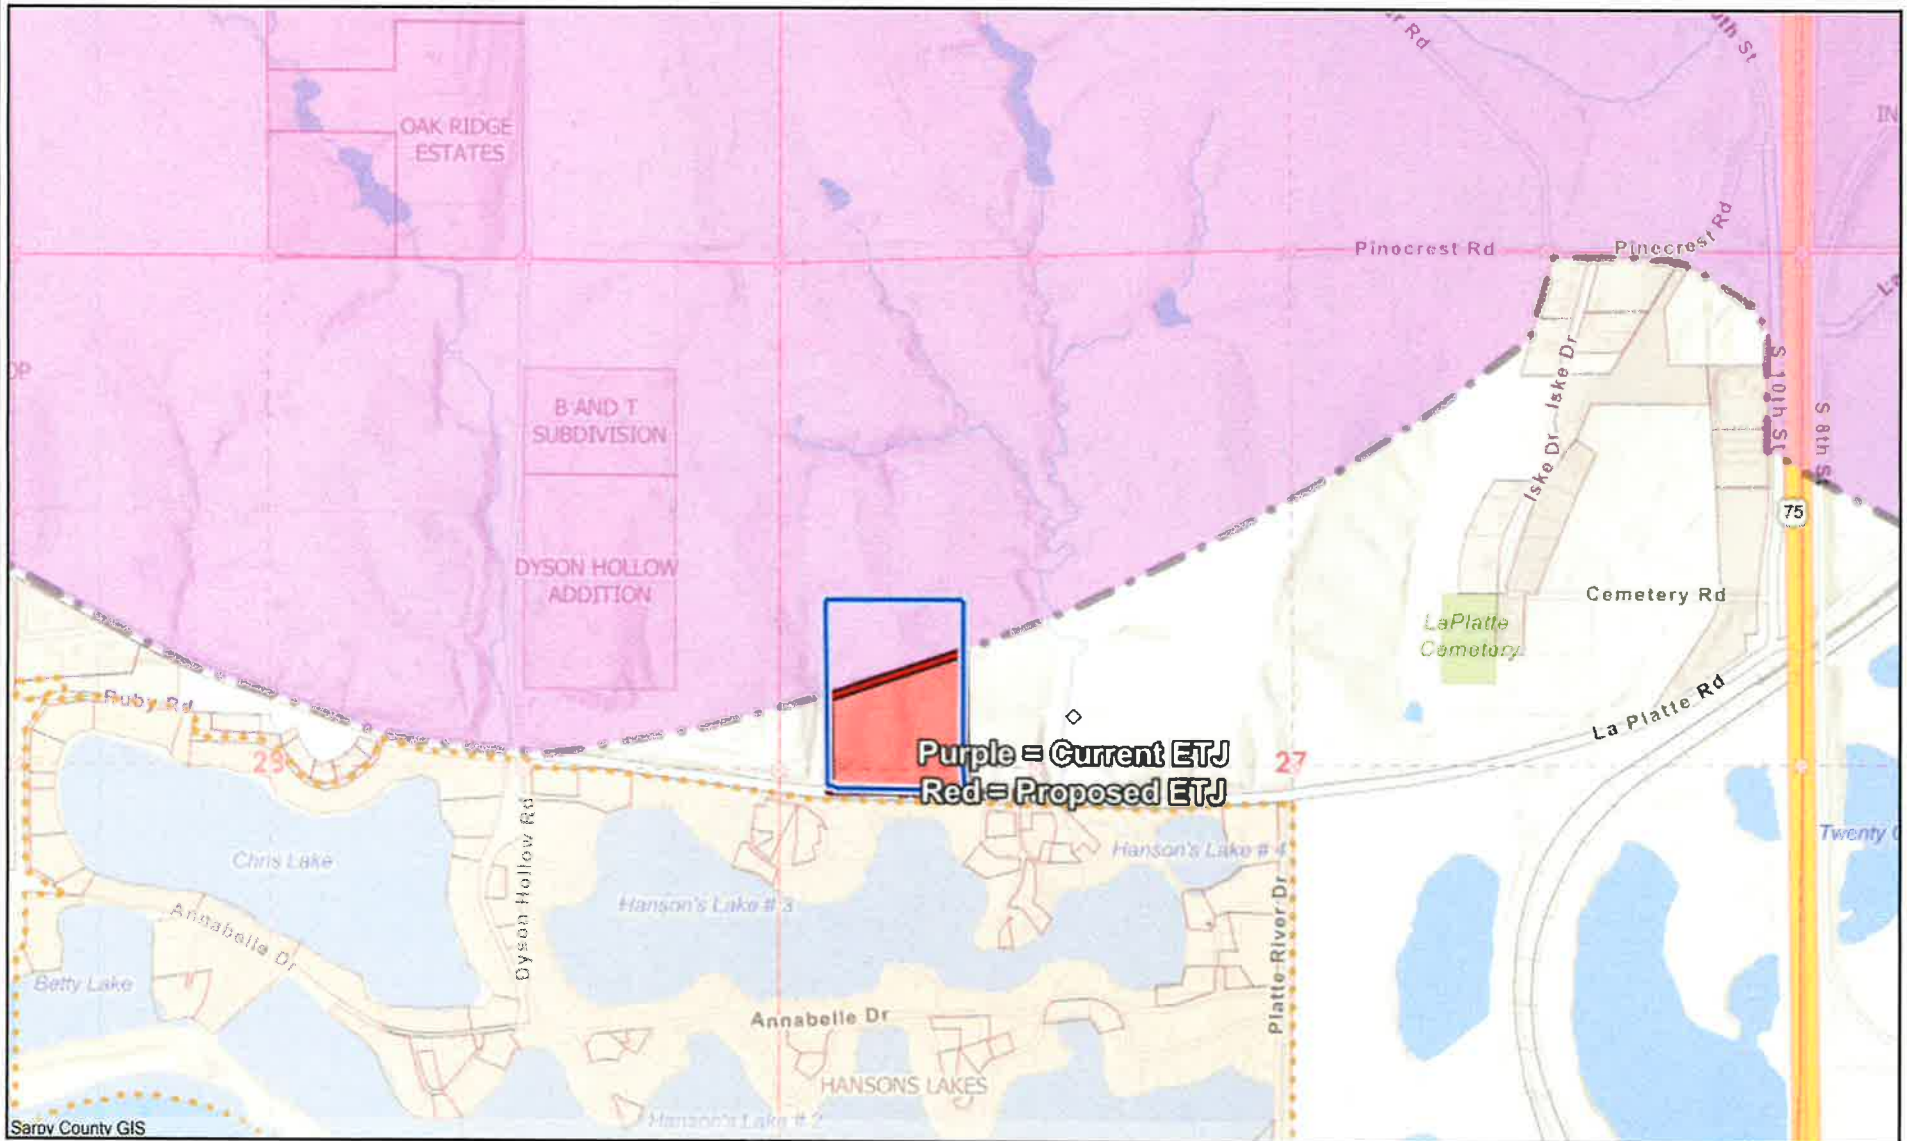 OAK RIDGE
ESTATES
Pinecrest Rd
Pinecrest Rd
B AND T
SUBDIVISION
Iske Dr
Iske Dr
S 10th St
S 8th St
75
DYSON HOLLOW
ADDITION
Cemetery Rd
LaPlatte
Cemetery
Ruby Rd
La Platte Rd
Purple = Current ETJ
27
Red = Proposed ETJ
Chris Lake
Dyson Hollow Rd
Hanson's Lake # 3
Hanson's Lake # 4
Platte River Dr
Twenty
Annabelle Dr
Betty Lake
Annabelle Dr
HANSONS LAKES
Hanson's Lake # 2
Sarpy County GIS